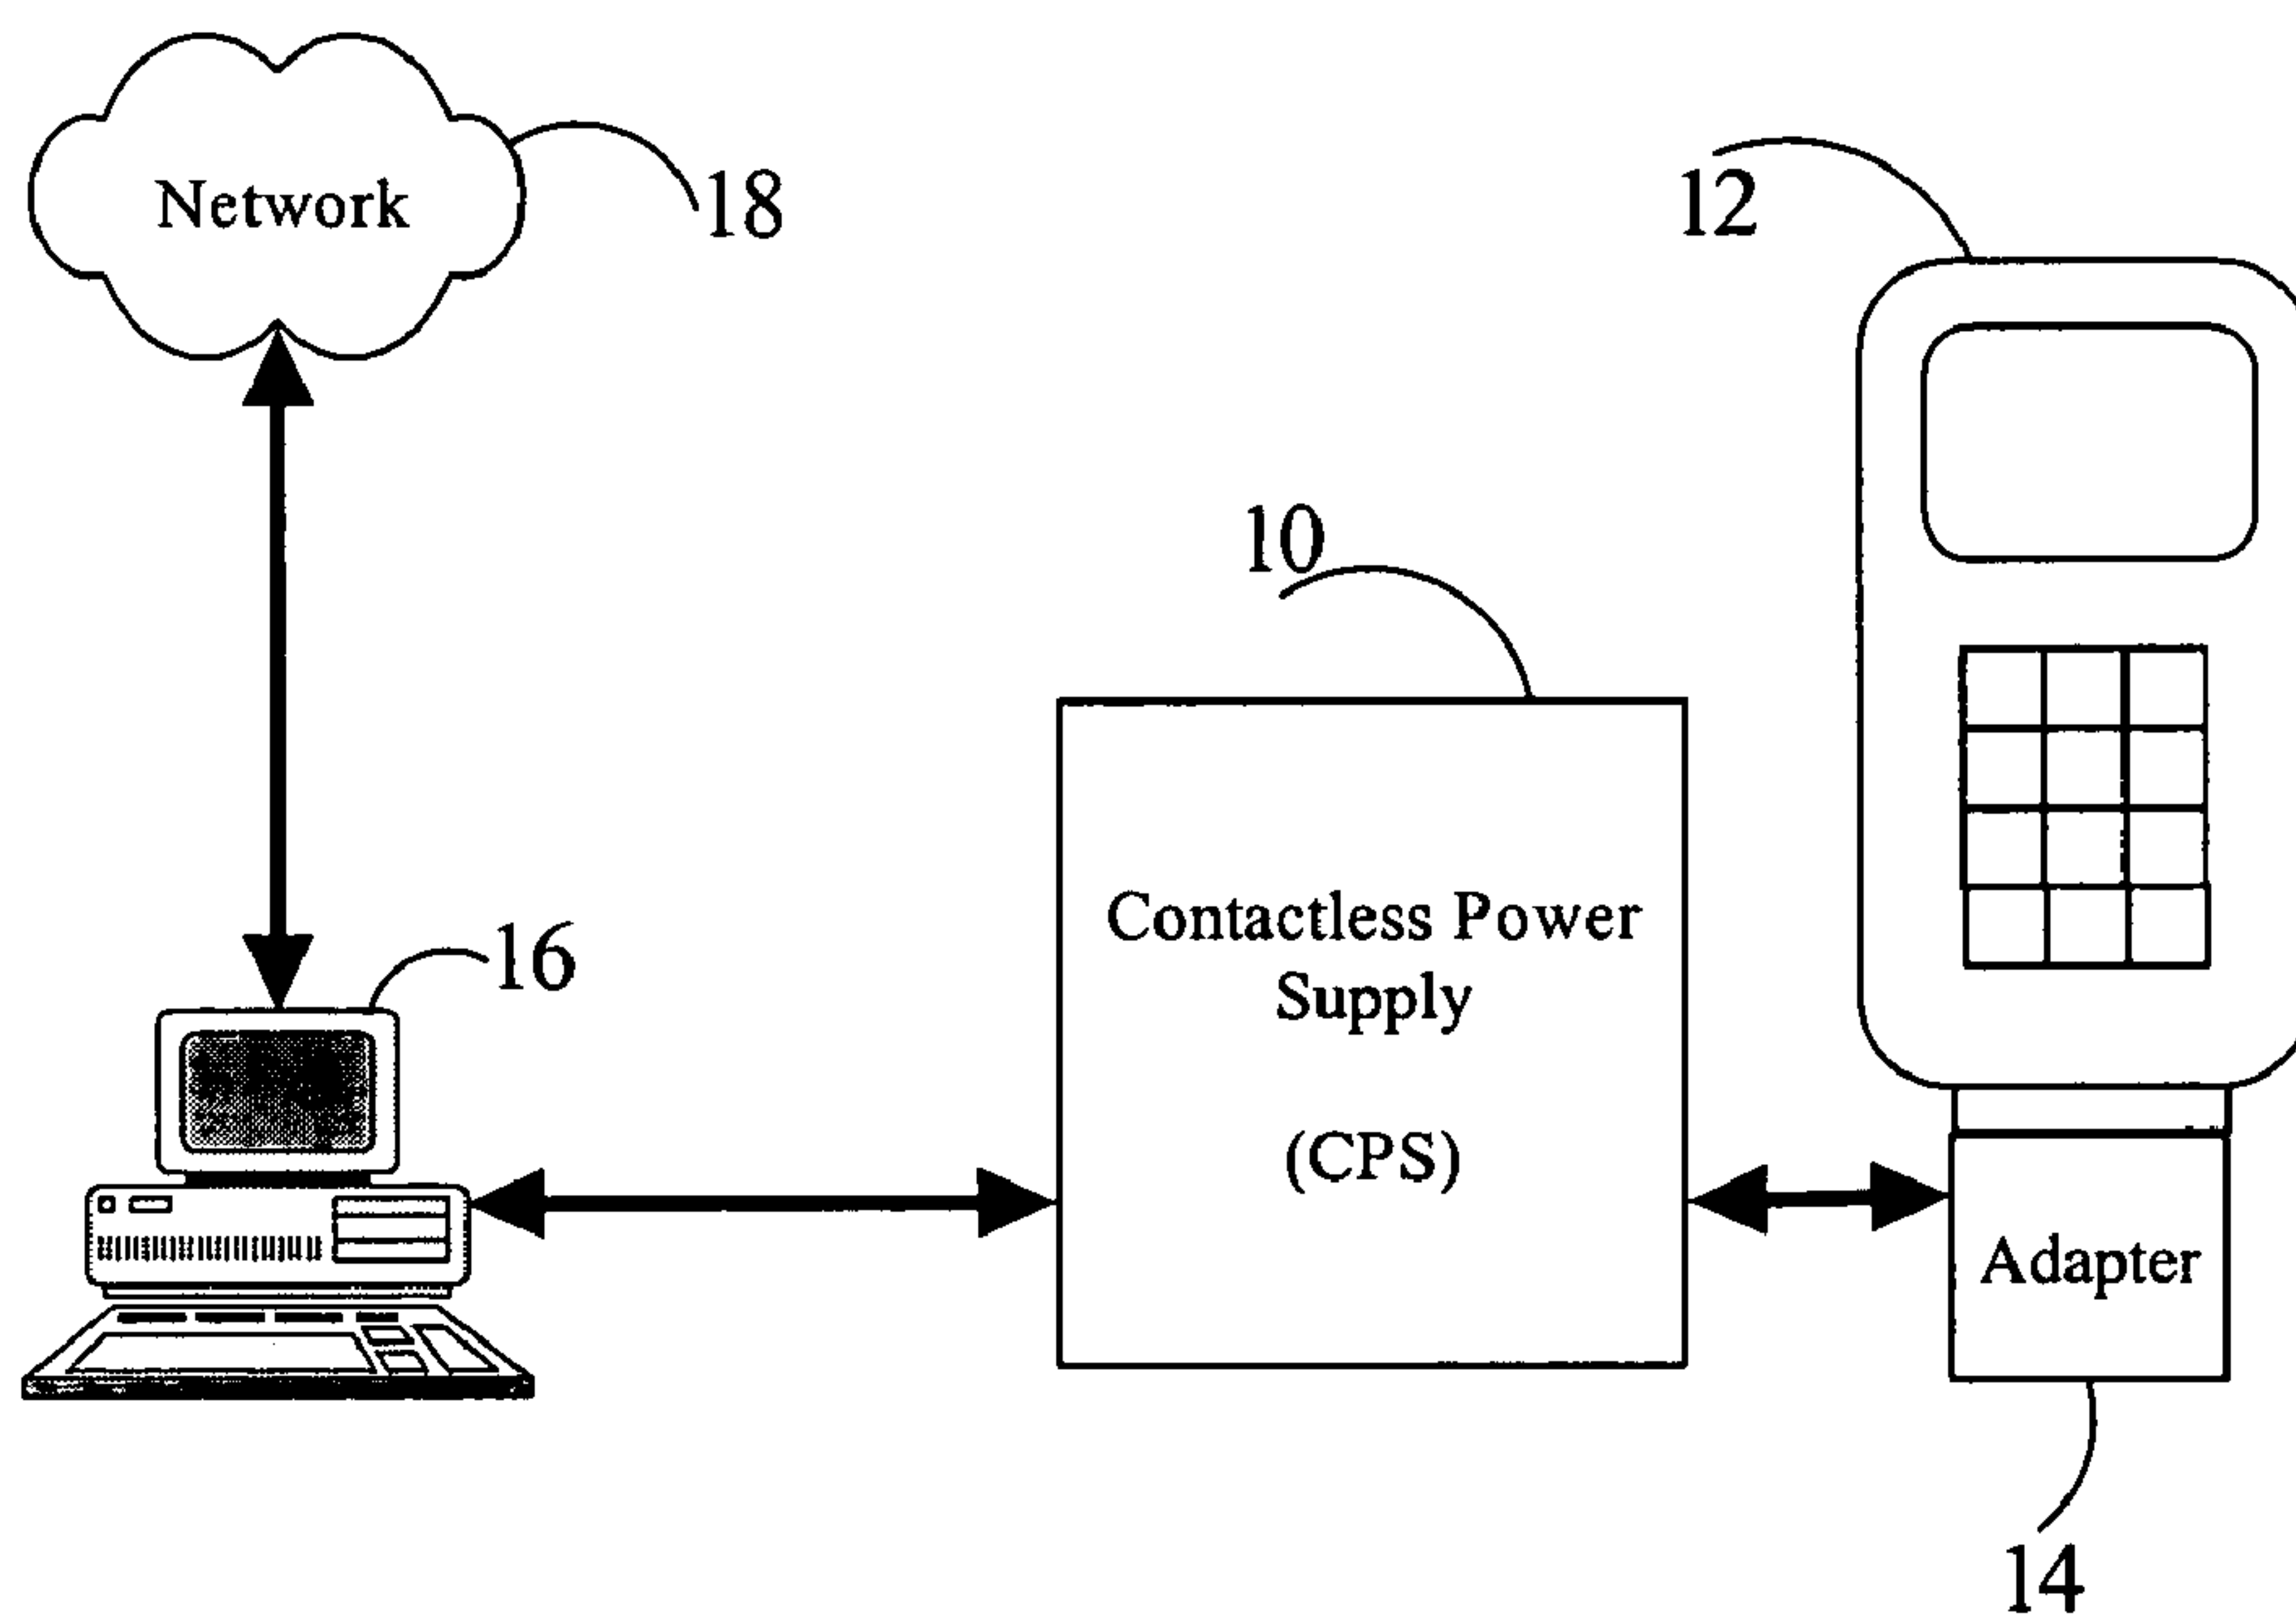 Network
18
12
10
16
Contactless Power
Supply
(CPS)
Adapter
14